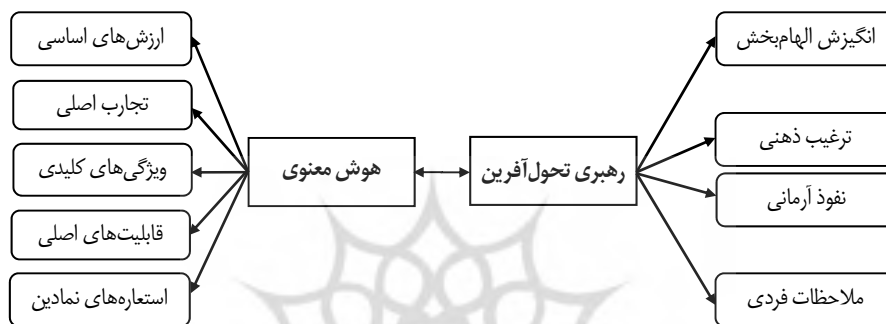 انگیزش الهام‌بخش
ترغیب ذهنی
نفوذ آرمانی
ملاحظات فردی
رهبری تحول‌آفرین
هوش معنوی
ارزش‌های اساسی
تجارب اصلی
ویژگی‌های کلیدی
قابلیت‌های اصلی
استعاره‌های نمادین